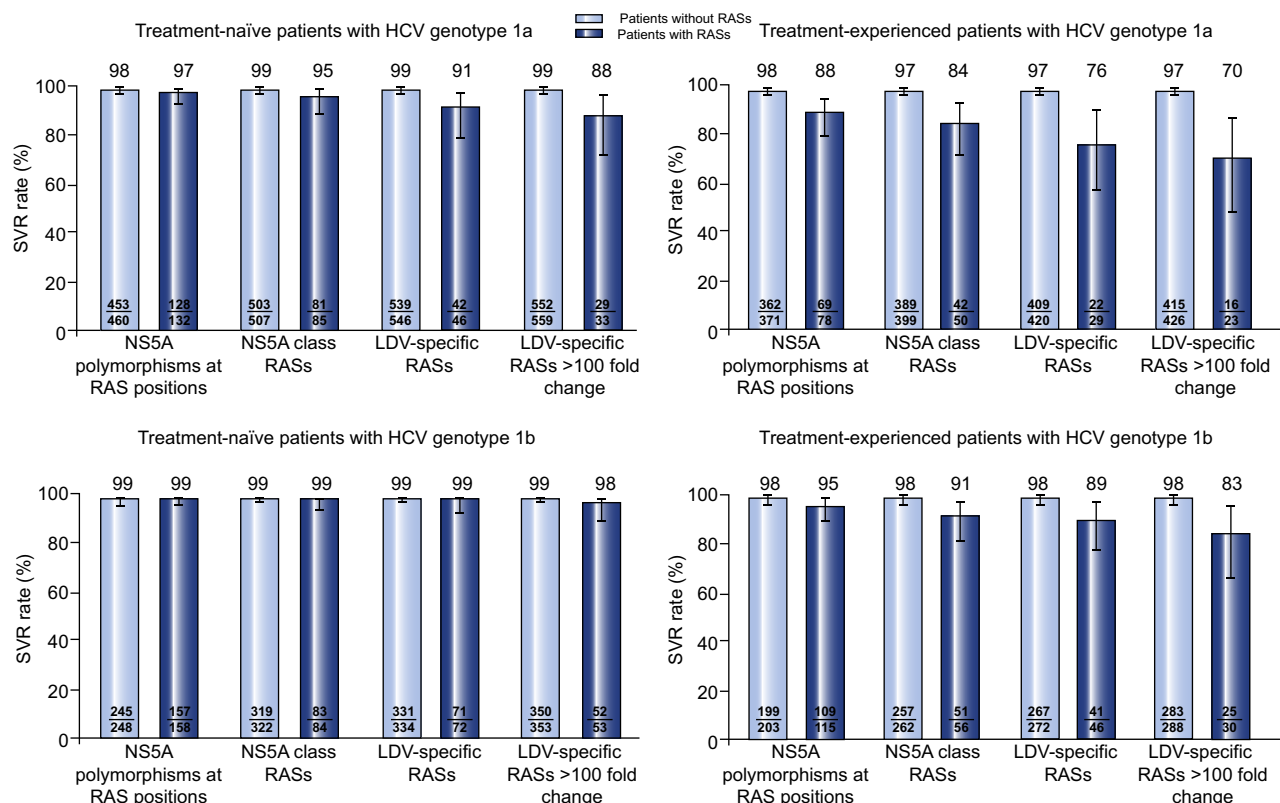 Patients without RASs
Patients with RASs
Treatment-naïve patients with HCV genotype 1a
98 97 99 95 99 91 99 88
SVR rate (%)
100
80
60
40
20
0
453 128 503 81 539 42 552 29
460 132 507 85 546 46 559 33
NS5A NS5A class LDV-specific LDV-specific
polymorphisms at RASs RASs RASs >100 fold
RAS positions change
Treatment-experienced patients with HCV genotype 1a
98 88 97 84 97 76 97 70
SVR rate (%)
100
80
60
40
20
0
362 69 389 42 409 22 415 16
371 78 399 50 420 29 426 23
NS5A NS5A class LDV-specific LDV-specific
polymorphisms at RASs RASs RASs >100 fold
RAS positions change
Treatment-naïve patients with HCV genotype 1b
99 99 99 99 99 99 99 98
SVR rate (%)
100
80
60
40
20
0
245 157 319 83 331 71 350 52
248 158 322 84 334 72 353 53
NS5A NS5A class LDV-specific LDV-specific
polymorphisms at RASs RASs RASs >100 fold
RAS positions change
Treatment-experienced patients with HCV genotype 1b
98 95 98 91 98 89 98 83
SVR rate (%)
100
80
60
40
20
0
199 109 257 51 267 41 283 25
203 115 262 56 272 46 288 30
NS5A NS5A class LDV-specific LDV-specific
polymorphisms at RASs RASs RASs >100 fold
RAS positions change